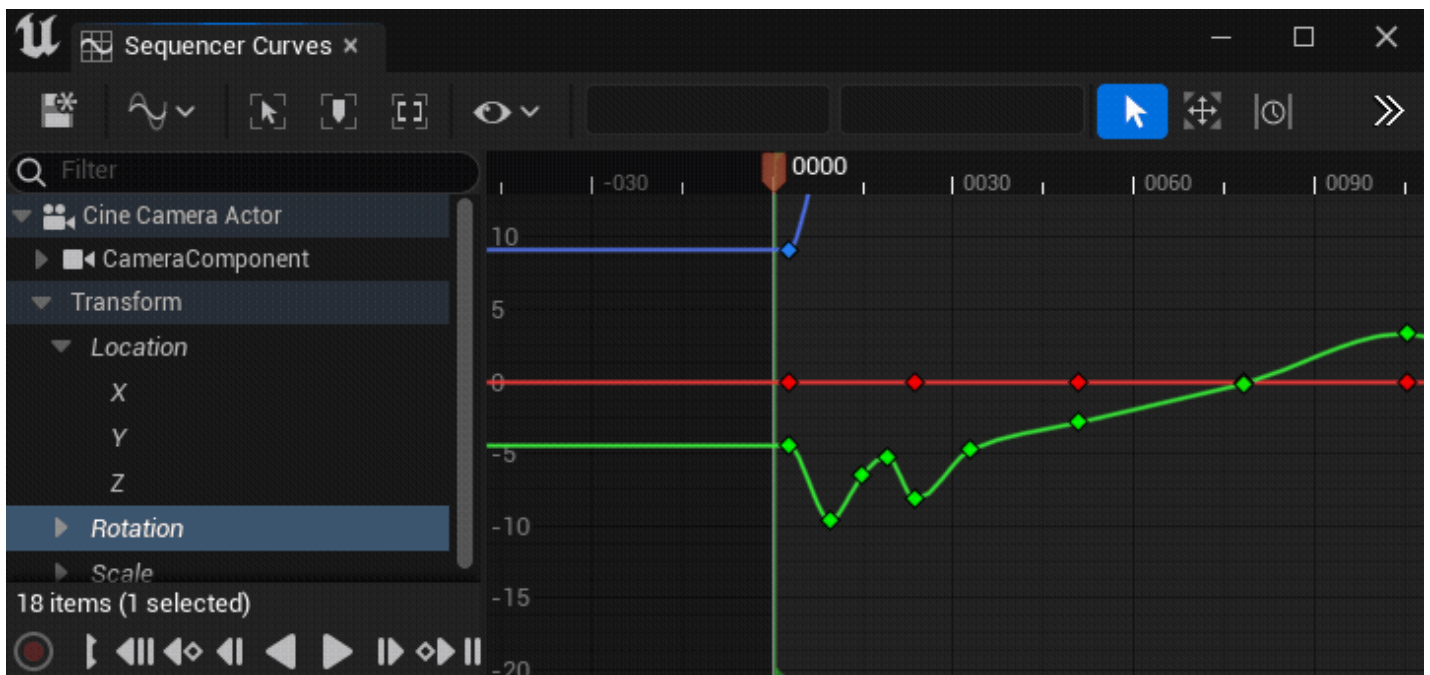 Sequencer Curves
Filter
0000
-030
0030
0060
0090
Cine Camera Actor
CameraComponent
Transform
Location
X
Y
Z
Rotation
Scale
18 items (1 selected)
10
5
0
-5
-10
-15
-20